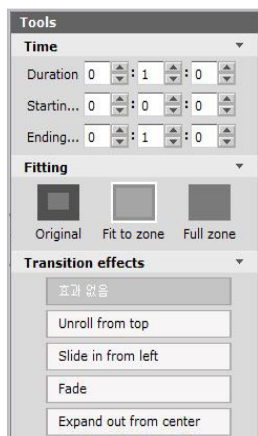 Tools
Time
Duration 0 : 1 : 0
Startin... 0 : 0 : 0
Ending... 0 : 1 : 0
Fitting
Original Fit to zone Full zone
Transition effects
효과 없음
Unroll from top
Slide in from left
Fade
Expand out from center